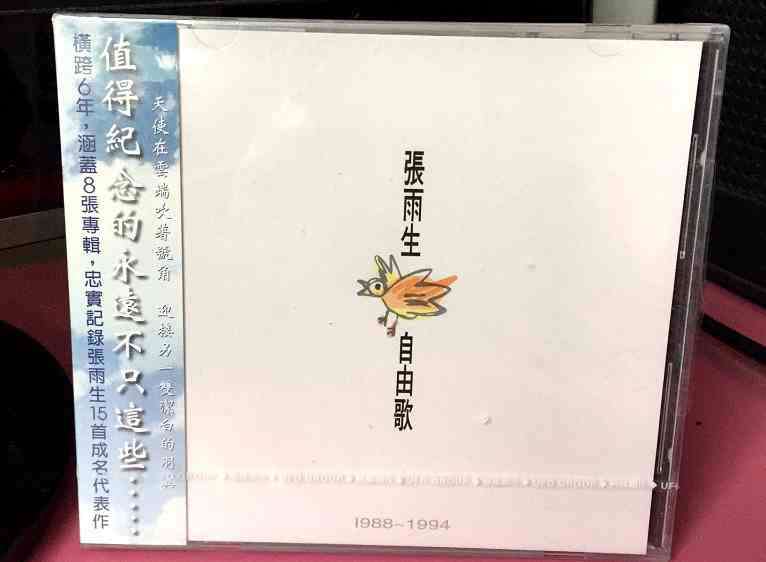 橫跨6年，涵蓋8張專輯，忠實記錄張雨生15首成名代表作
值得紀念的永遠不只這些……
天使在雲端吹著號角 迎接另一雙潔白的羽翼
張雨生
自由歌
1988~1994
UFO GROUP